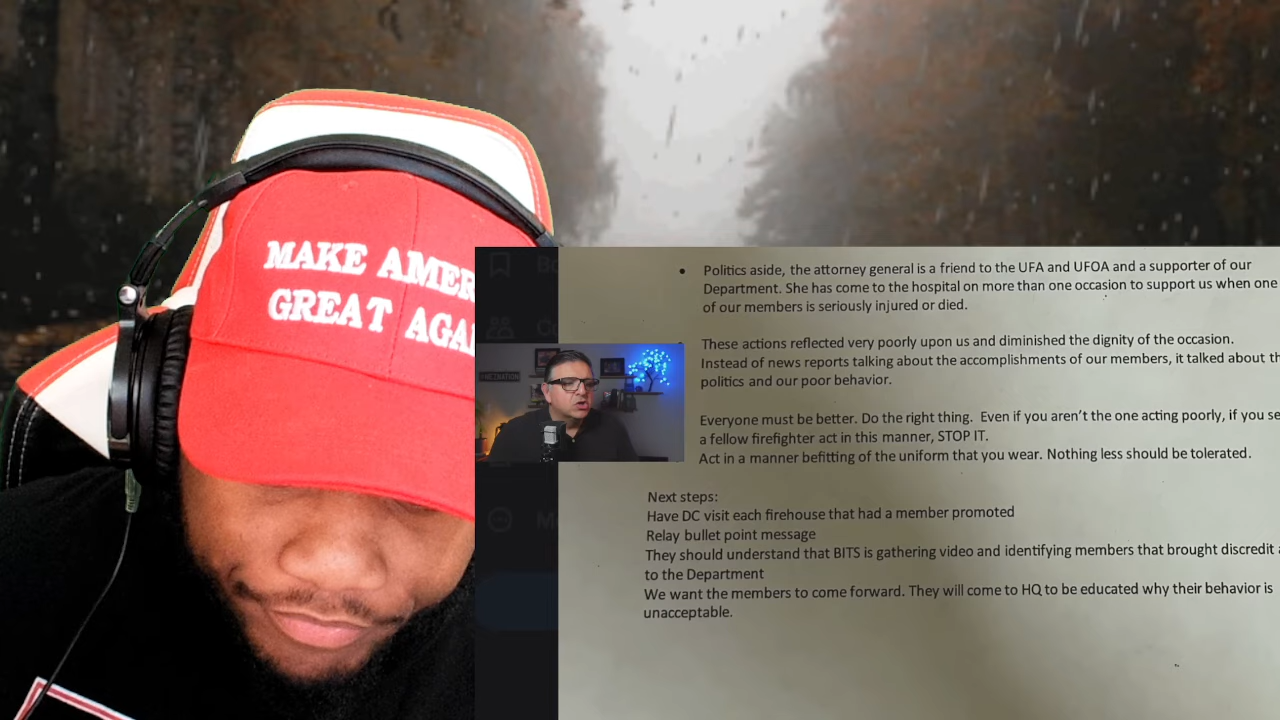 MAKE AMER
GREAT AGAI
Politics aside, the attorney general is a friend to the UFA and UFOA and a supporter of our
Department. She has come to the hospital on more than one occasion to support us when one
of our members is seriously injured or died.
These actions reflected very poorly upon us and diminished the dignity of the occasion.
Instead of news reports talking about the accomplishments of our members, it talked about th
politics and our poor behavior.
Everyone must be better. Do the right thing. Even if you aren't the one acting poorly, if you se
a fellow firefighter act in this manner, STOP IT.
Act in a manner befitting of the uniform that you wear. Nothing less should be tolerated.
Next steps:
Have DC visit each firehouse that had a member promoted
Relay bullet point message
They should understand that BITS is gathering video and identifying members that brought discredit
to the Department
We want the members to come forward. They will come to HQ to be educated why their behavior is
unacceptable.